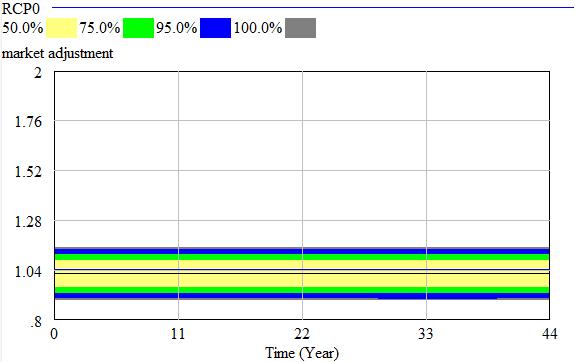 RCP0
50.0% 75.0% 95.0% 100.0%
market adjustment
2
1.76
1.52
1.28
1.04
.8
0 11 22 33 44
Time (Year)